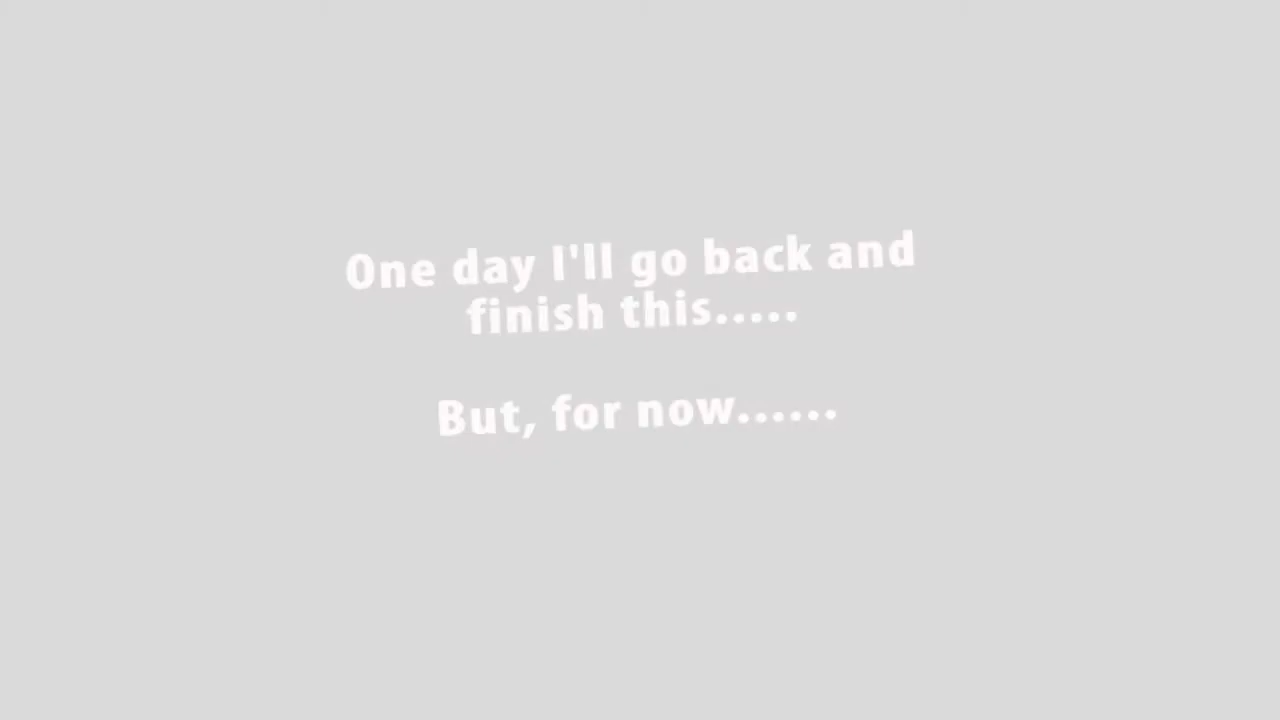 One day I'll go back and
finish this.....
But, for now......